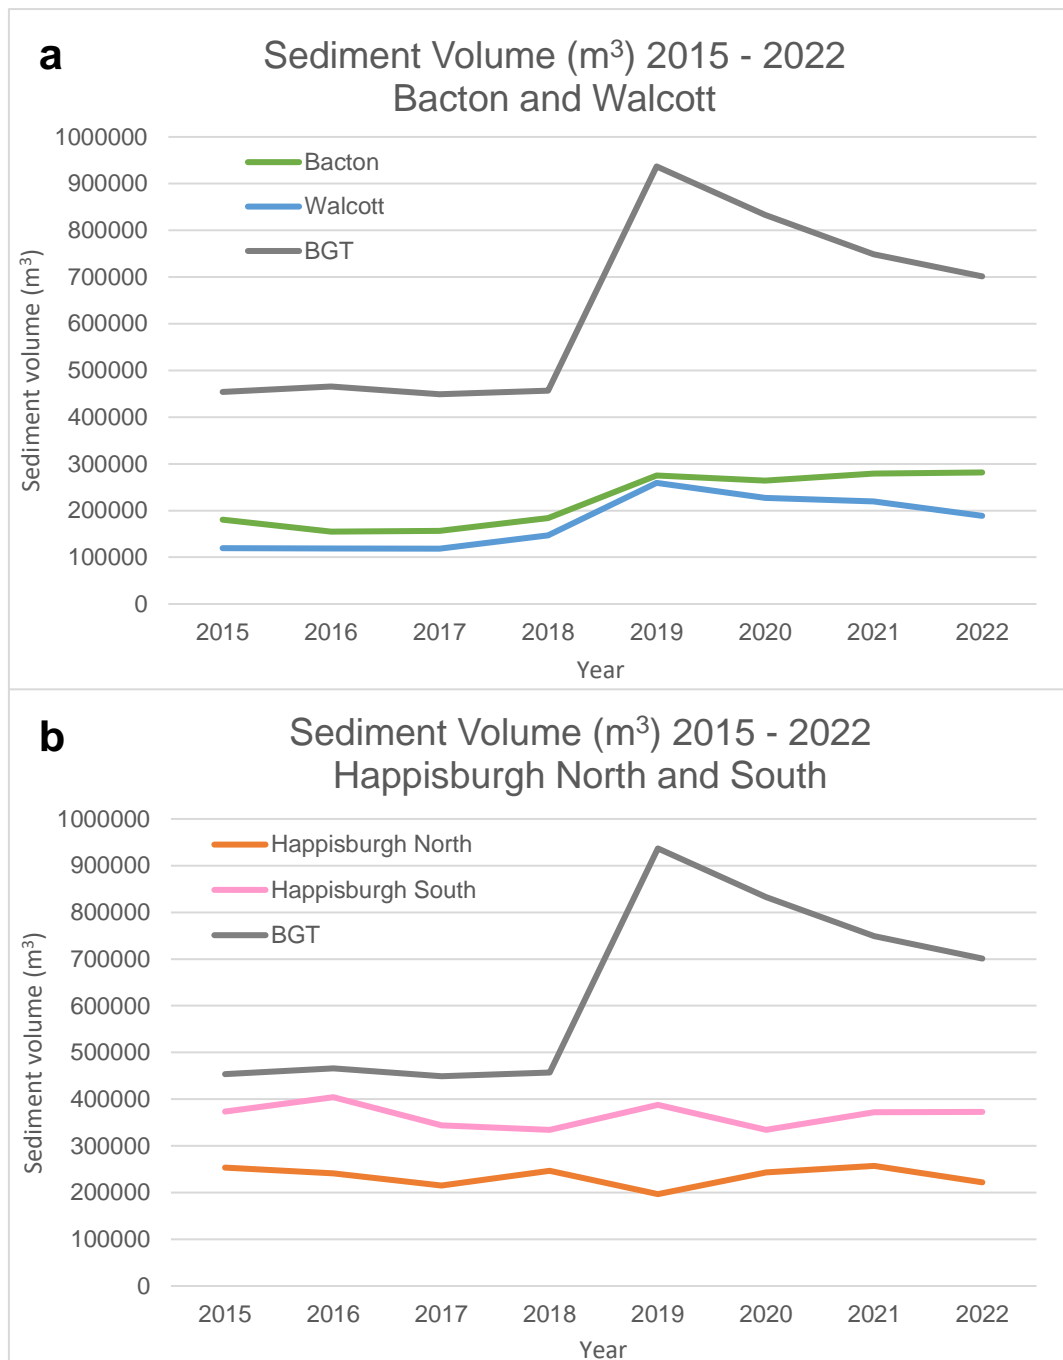 a
Sediment Volume (m³) 2015 - 2022
Bacton and Walcott
1000000
900000
800000
700000
600000
500000
400000
300000
200000
100000
0
Sediment volume (m³)
Bacton
Walcott
BGT
2015 2016 2017 2018 2019 2020 2021 2022
Year
b
Sediment Volume (m³) 2015 - 2022
Happisburgh North and South
1000000
900000
800000
700000
600000
500000
400000
300000
200000
100000
0
Sediment volume (m³)
Happisburgh North
Happisburgh South
BGT
2015 2016 2017 2018 2019 2020 2021 2022
Year